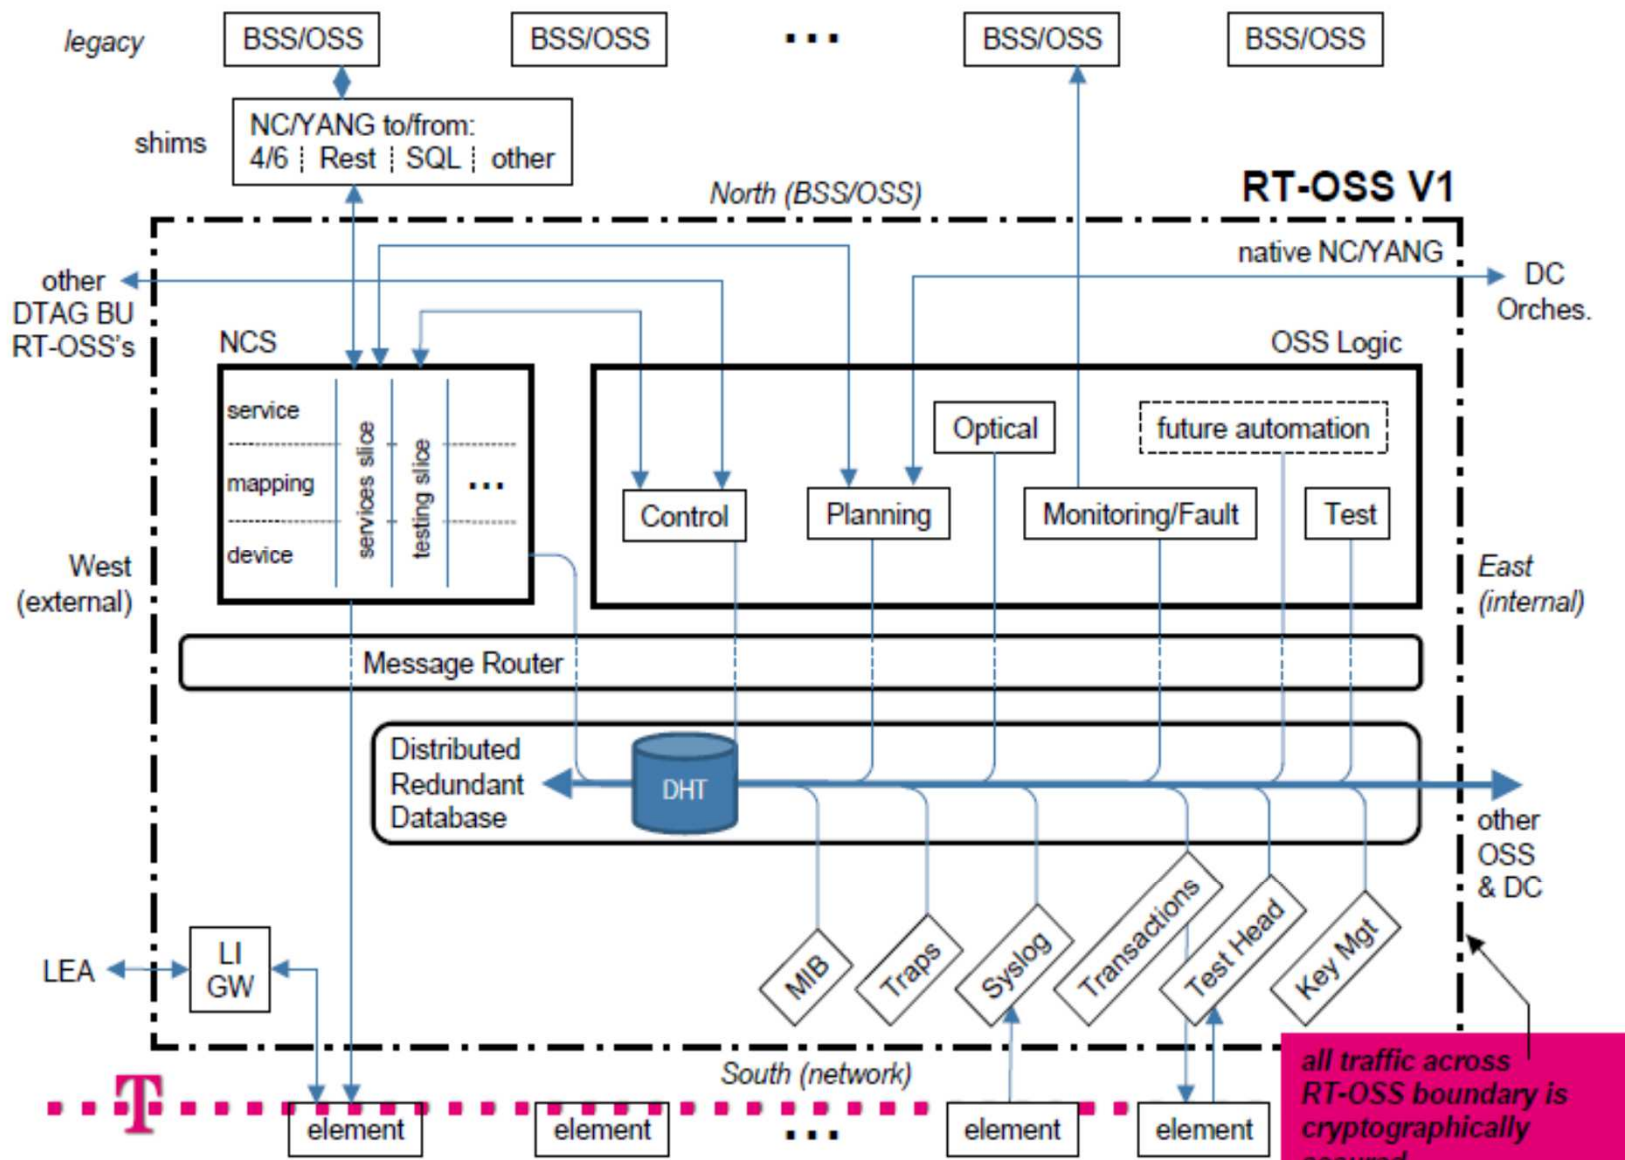 legacy
BSS/OSS
BSS/OSS
...
BSS/OSS
BSS/OSS
shims
NC/YANG to/from:
4/6 Rest SQL other
North (BSS/OSS)
RT-OSS V1
native NC/YANG
other
DTAG BU
RT-OSS's
DC
Orches.
NCS
service
mapping
device
services slice
testing slice
...
OSS Logic
Optical
future automation
Control
Planning
Monitoring/Fault
Test
West
(external)
East
(internal)
Message Router
Distributed
Redundant
Database
DHT
other
OSS
& DC
LEA
LI
GW
MIB
Traps
Syslog
Transactions
Test Head
Key Mgt
South (network)
T
element
element
...
element
element
all traffic across
RT-OSS boundary is
cryptographically